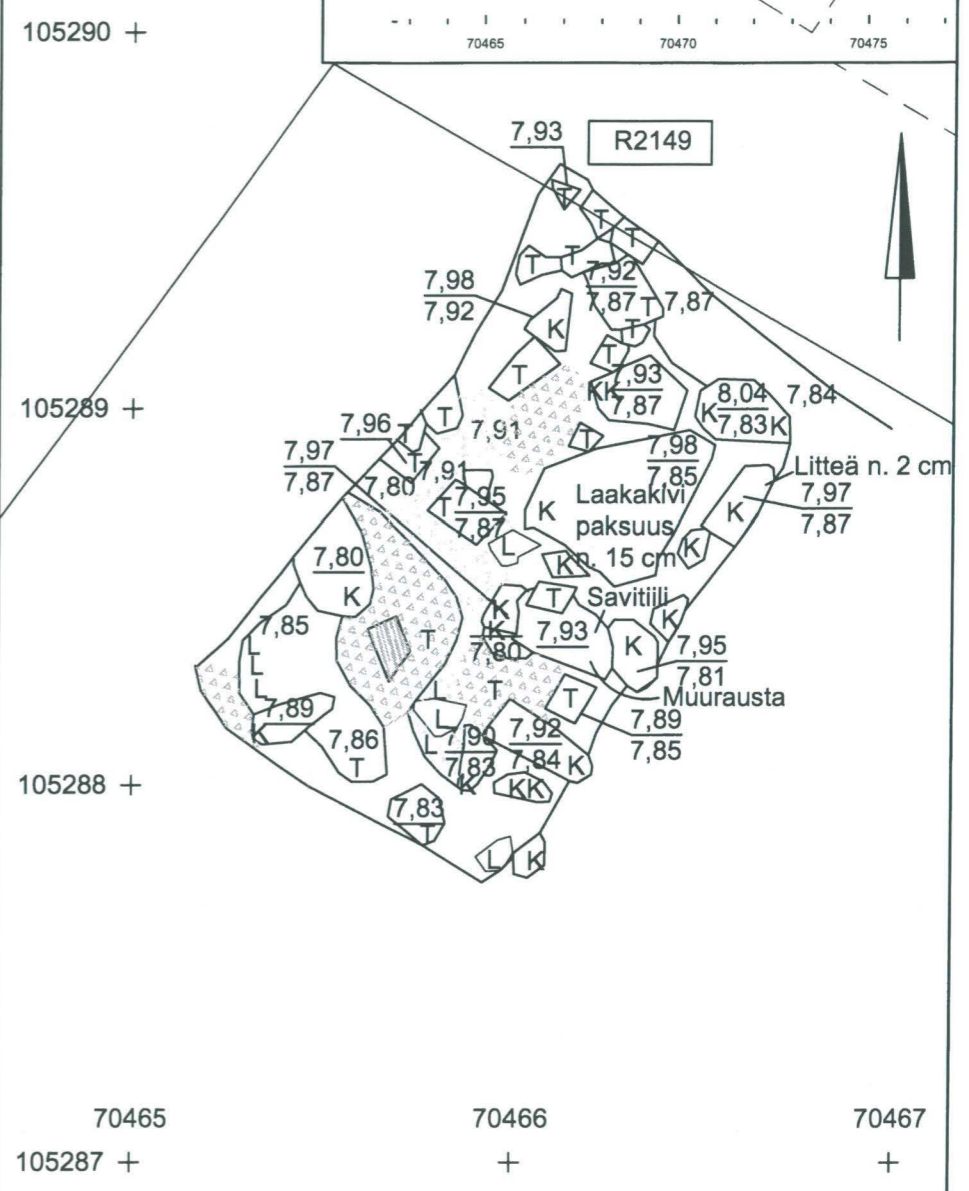 105290
70465 70470 70475
7,93
R2149
T
T
T
T
T
7,98
7,92
7,92
7,87
T
7,87
K
T
T
T
KK
7,93
7,87
105289
T
7,91
8,04
7,83
K
K
7,84
7,96
T
T
T
7,97
7,87
7,80
7,91
7,98
7,85
Litteä n. 2 cm
T
7,95
7,87
K
Laakakivi
paksuus
n. 15 cm
K
7,97
7,87
L
K
K
7,80
K
K
K
T
Savitiili
K
7,85
T
7,80
7,93
K
7,95
7,81
L
L
L
T
T
Muurausta
7,89
K
L
L
7,89
7,85
7,86
T
L
7,90
7,83
K
7,92
7,84
K
105288
KK
7,83
T
L
K
70465 70466 70467
105287